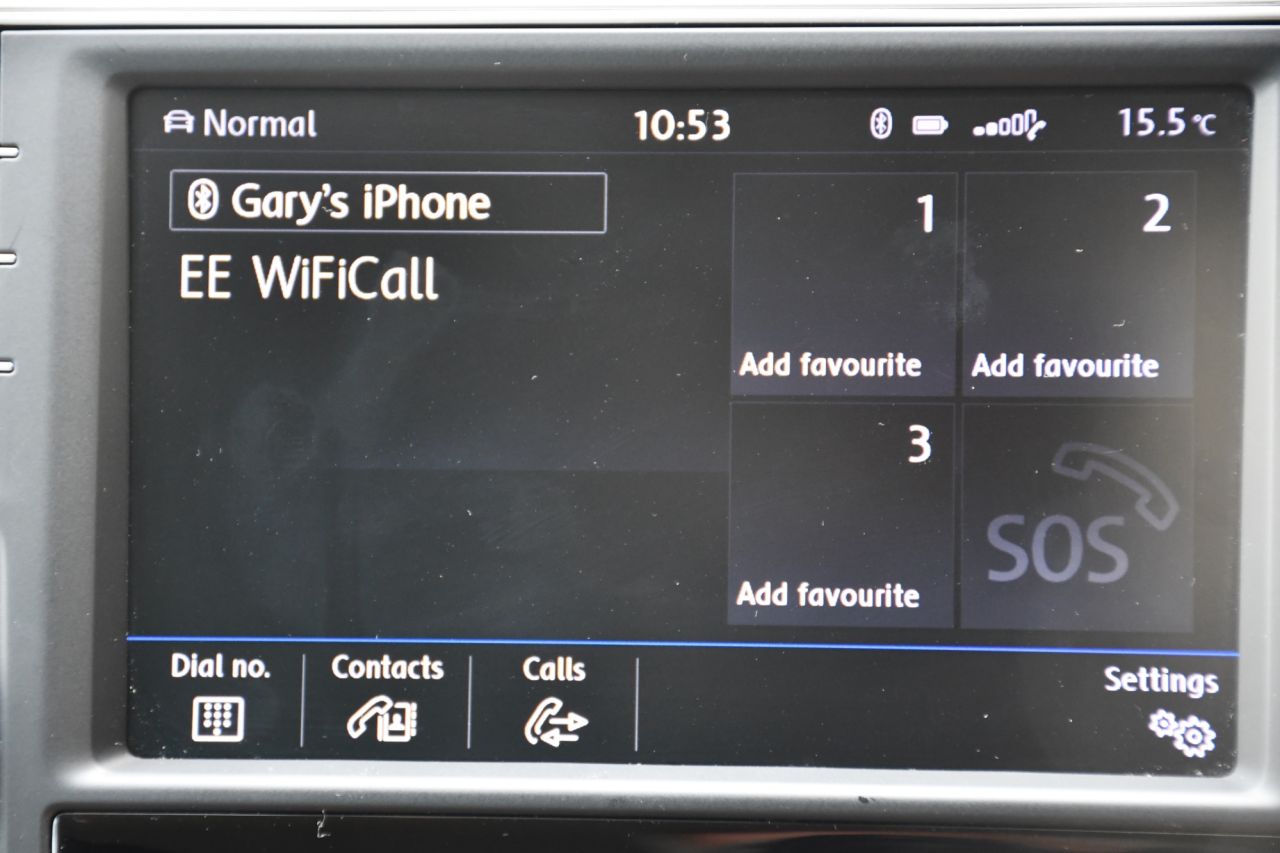 Normal 10:53 15.5 °C
Gary's iPhone
EE WiFiCall
1
Add favourite
2
Add favourite
3
Add favourite
SOS
Dial no.
Contacts
Calls
Settings